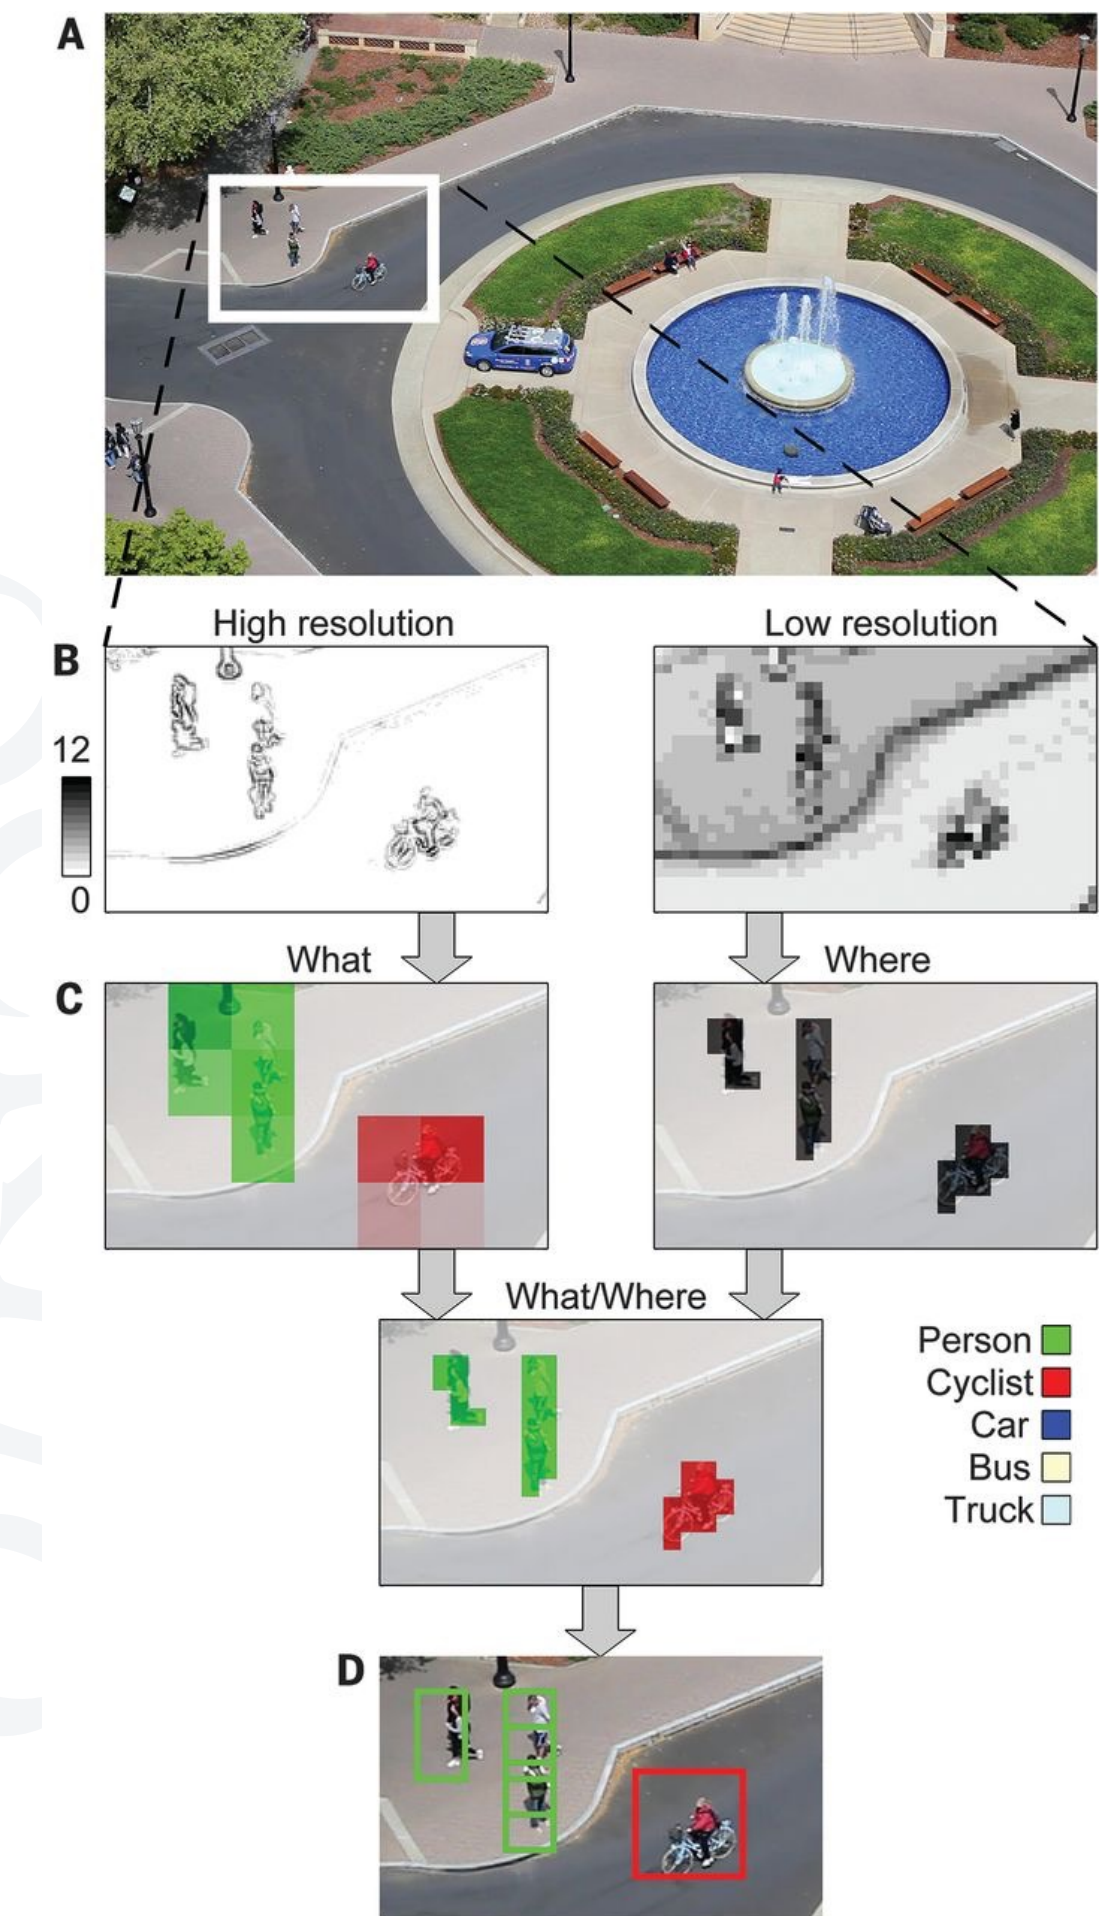 A
High resolution
Low resolution
B
12
0
What
Where
C
What/Where
Person
Cyclist
Car
Bus
Truck
D